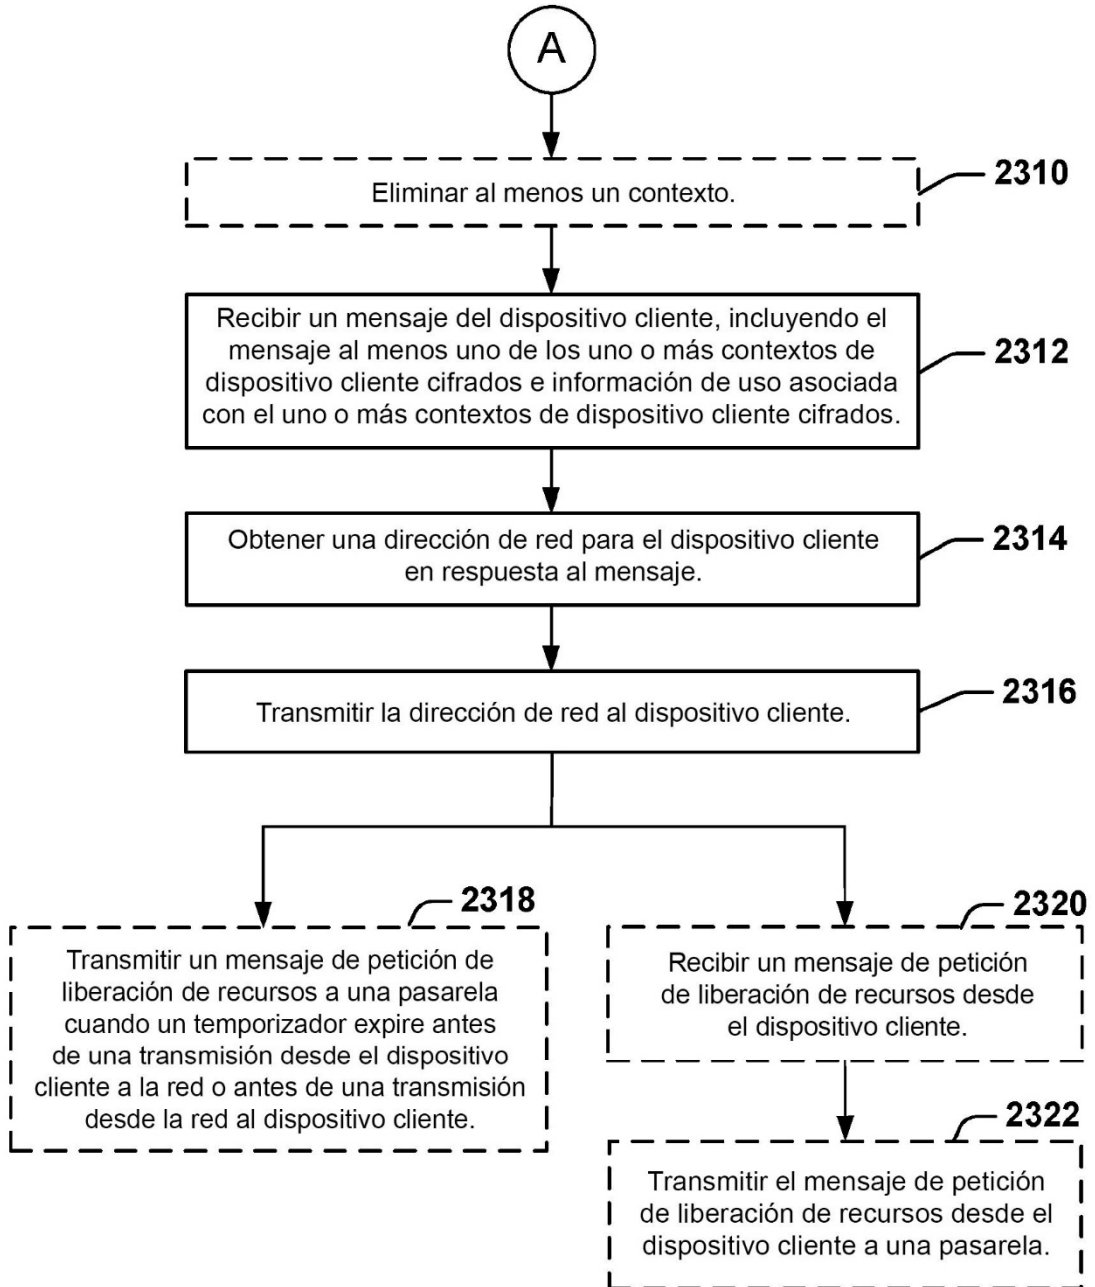 A
Eliminar al menos un contexto.
2310
Recibir un mensaje del dispositivo cliente, incluyendo el
mensaje al menos uno de los uno o más contextos de
dispositivo cliente cifrados e información de uso asociada
con el uno o más contextos de dispositivo cliente cifrados.
2312
Obtener una dirección de red para el dispositivo cliente
en respuesta al mensaje.
2314
Transmitir la dirección de red al dispositivo cliente.
2316
2318
Transmitir un mensaje de petición de
liberación de recursos a una pasarela
cuando un temporizador expire antes
de una transmisión desde el dispositivo
cliente a la red o antes de una transmisión
desde la red al dispositivo cliente.
2320
Recibir un mensaje de petición
de liberación de recursos desde
el dispositivo cliente.
2322
Transmitir el mensaje de petición
de liberación de recursos desde el
dispositivo cliente a una pasarela.